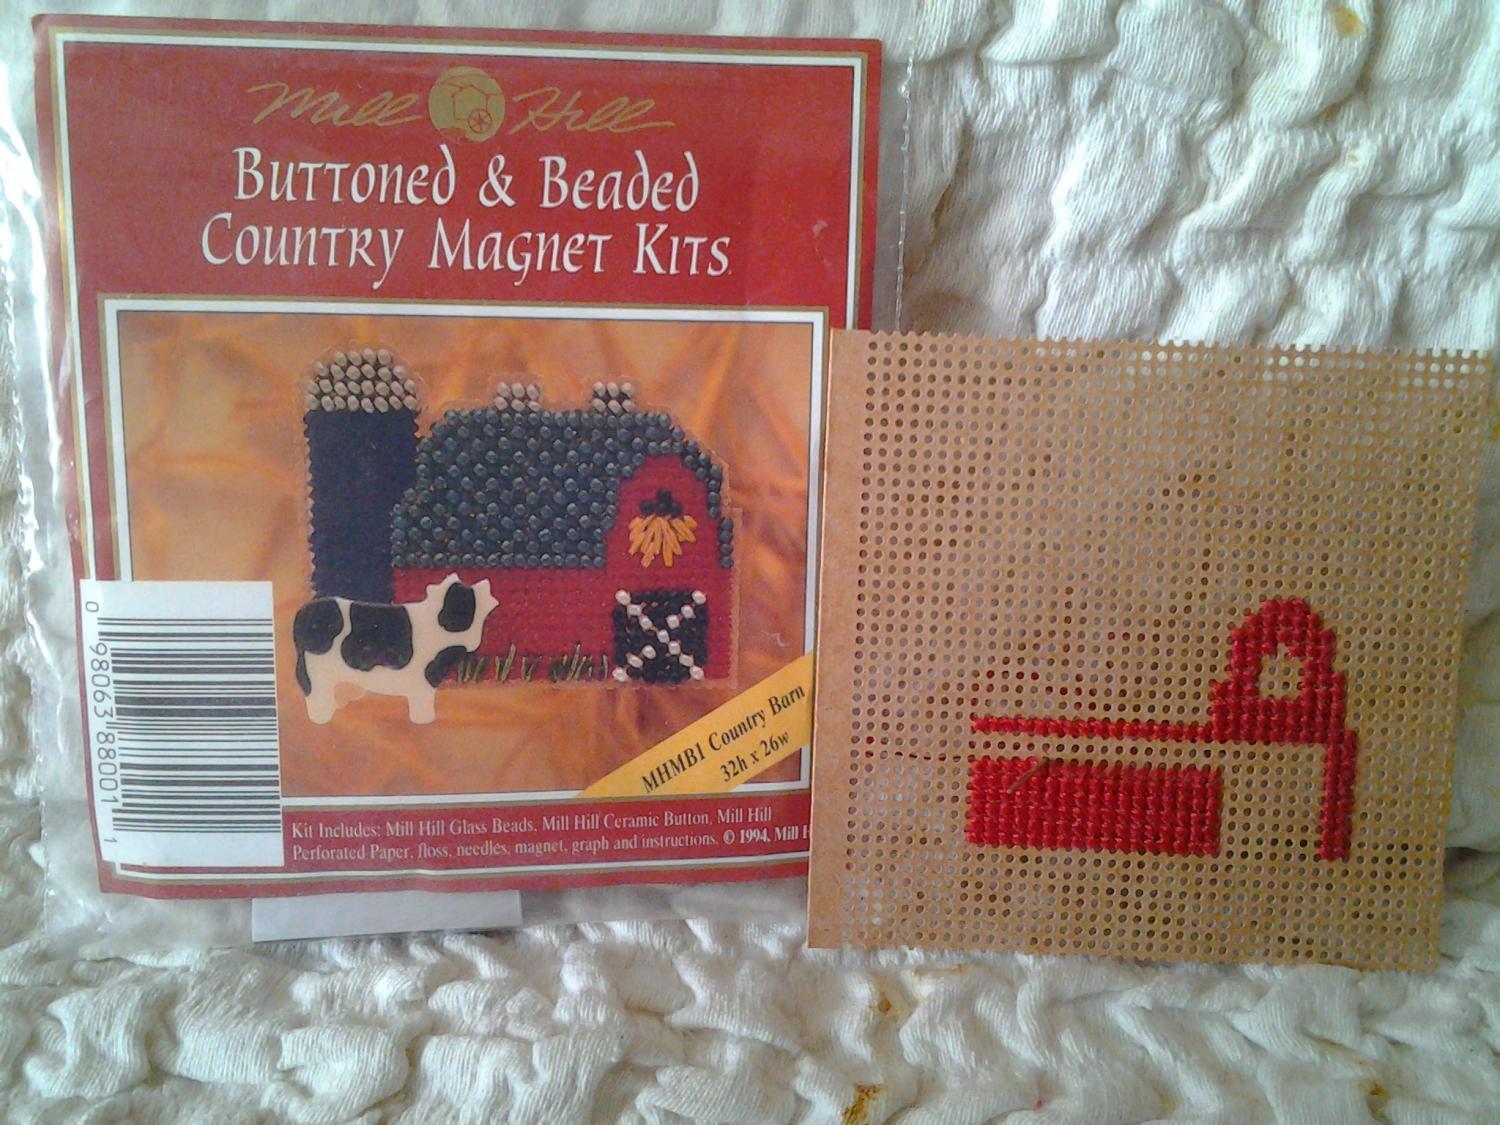 Mill Hill
Buttoned & Beaded
Country Magnet Kits
MHMB1 Country Barn
32h x 26w
Kit Includes: Mill Hill Glass Beads, Mill Hill Ceramic Button, Mill Hill
Perforated Paper, floss, needles, magnet, graph and instructions. © 1994, Mill H
0 98063 88001 1